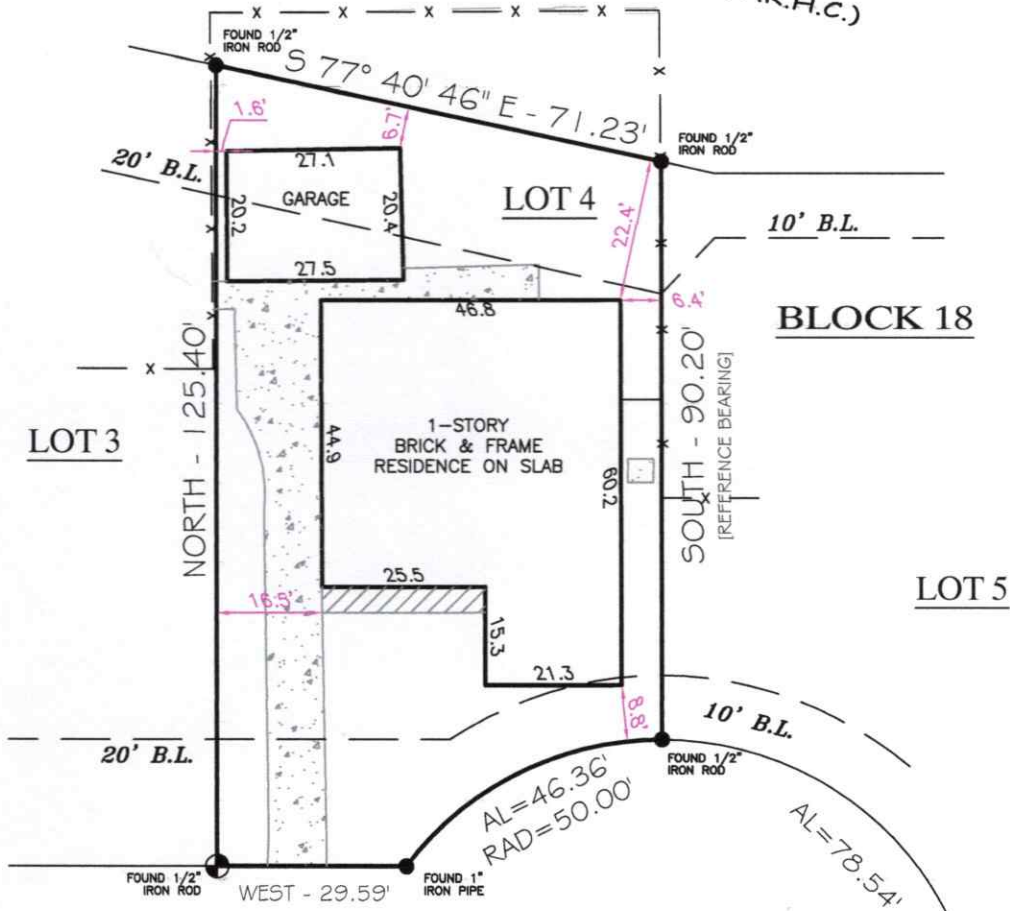 R.H.C.)
FOUND 1/2"
IRON ROD
S 77° 40' 46" E - 71.23'
FOUND 1/2"
IRON ROD
1.6'
6.7'
20' B.L.
27.1
GARAGE
20.2
20.4
27.5
LOT 4
22.4'
10' B.L.
6.4'
BLOCK 18
46.8
NORTH - 125.40'
LOT 3
44.9
1-STORY
BRICK & FRAME
RESIDENCE ON SLAB
60.2
SOUTH - 90.20'
[REFERENCE BEARING]
LOT 5
25.5
16.5'
15.3
21.3
8.8'
10' B.L.
20' B.L.
FOUND 1/2"
IRON ROD
AL=46.36'
RAD=50.00'
AL=78.54'
FOUND 1/2"
IRON ROD
WEST - 29.59'
FOUND 1"
IRON PIPE